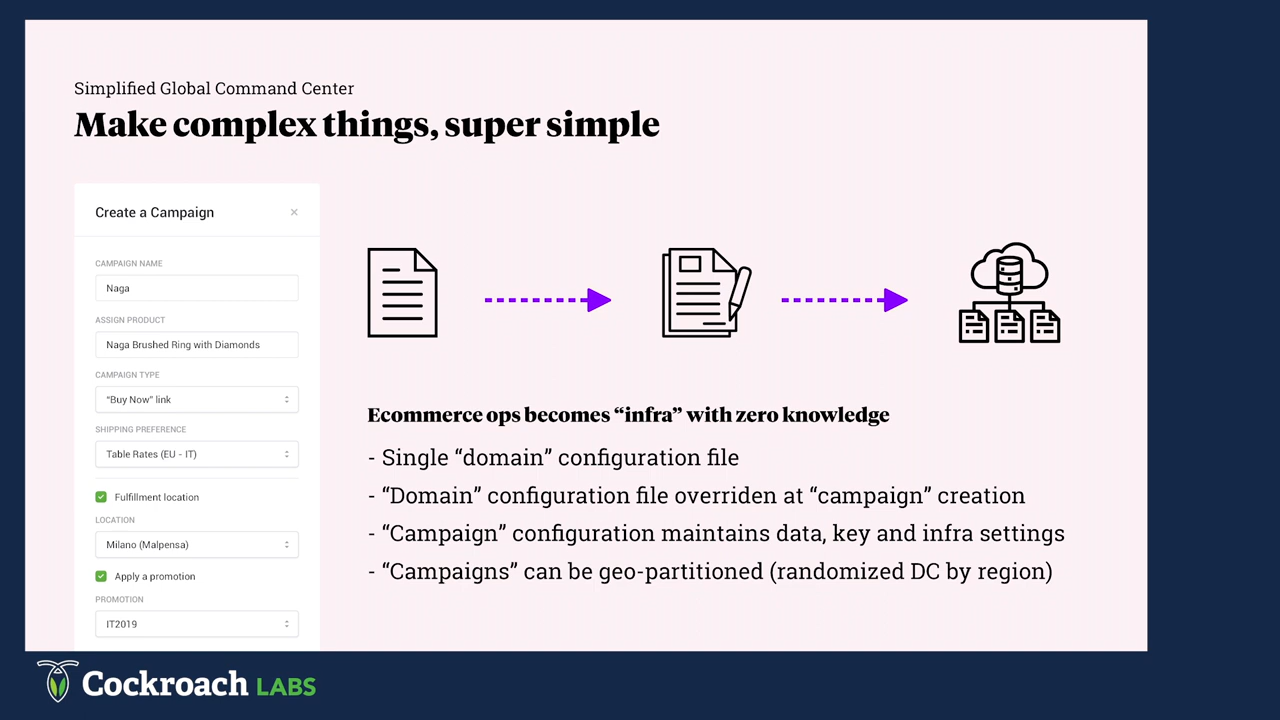 Simplified Global Command Center
Make complex things, super simple
Create a Campaign
×
CAMPAIGN NAME
Naga
ASSIGN PRODUCT
Naga Brushed Ring with Diamonds
CAMPAIGN TYPE
“Buy Now” link
SHIPPING PREFERENCE
Table Rates (EU - IT)
Fulfillment location
LOCATION
Milano (Malpensa)
Apply a promotion
PROMOTION
IT2019
Ecommerce ops becomes “infra” with zero knowledge
- Single “domain” configuration file
- “Domain” configuration file overriden at “campaign” creation
- “Campaign” configuration maintains data, key and infra settings
- “Campaigns” can be geo-partitioned (randomized DC by region)
Cockroach LABS